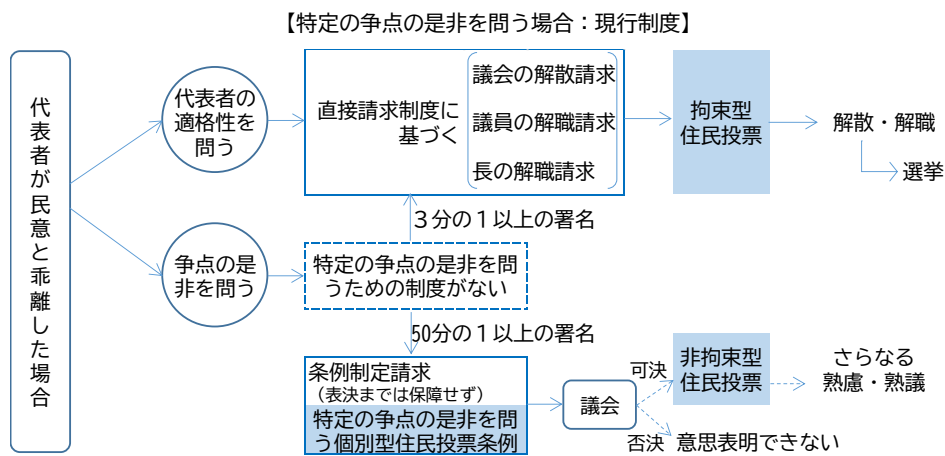 【特定の争点の是非を問う場合：現行制度】
代表者が民意と乖離した場合
代表者の
適格性を
問う
直接請求制度に
基づく
議会の解散請求
議員の解職請求
長の解職請求
拘束型
住民投票
解散・解職
選挙
３分の１以上の署名
争点の是
非を問う
特定の争点の是非を問
うための制度がない
50分の１以上の署名
条例制定請求
（表決までは保障せず）
特定の争点の是非を問
う個別型住民投票条例
議会
可決
非拘束型
住民投票
さらなる
熟慮・熟議
否決
意思表明できない